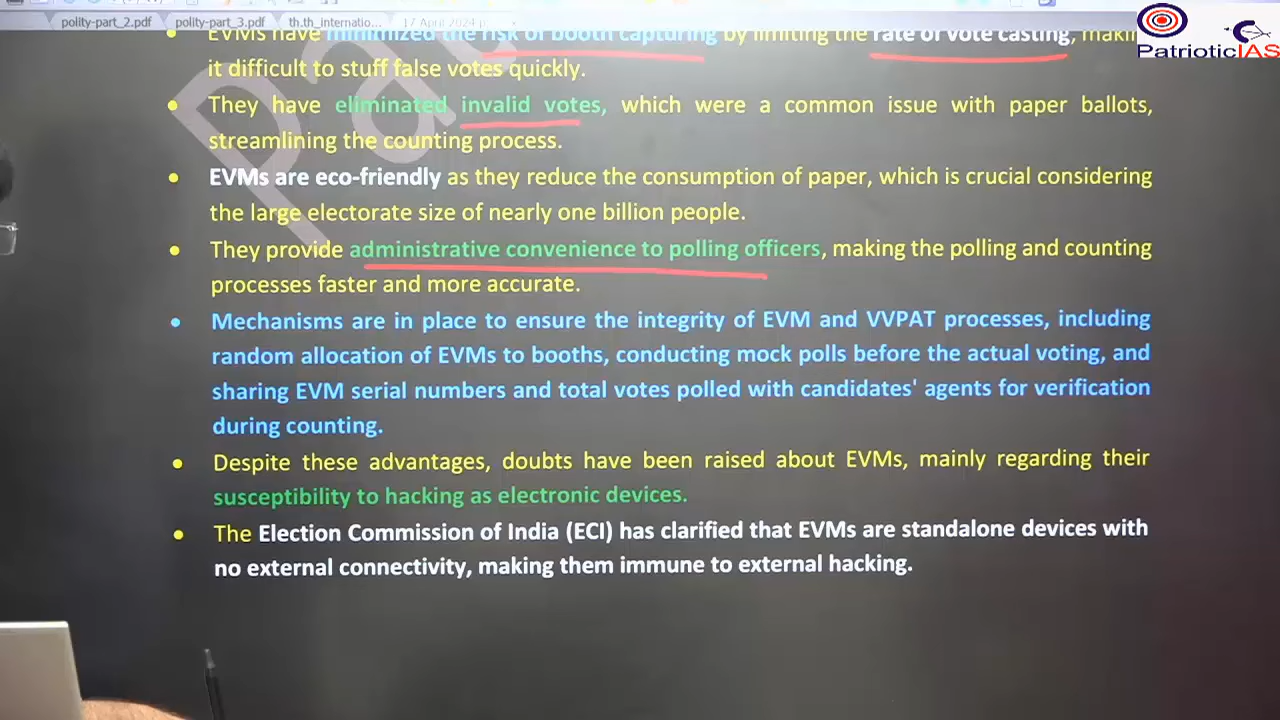 polity-part_2.pdf polity-part_3.pdf th.th_internatio... 17 April 2024 p...
PatrioticIAS
EVMs have minimized the risk of booth capturing by limiting the rate of vote casting, making
it difficult to stuff false votes quickly.
They have eliminated invalid votes, which were a common issue with paper ballots,
streamlining the counting process.
EVMs are eco-friendly as they reduce the consumption of paper, which is crucial considering
the large electorate size of nearly one billion people.
They provide administrative convenience to polling officers, making the polling and counting
processes faster and more accurate.
Mechanisms are in place to ensure the integrity of EVM and VVPAT processes, including
random allocation of EVMs to booths, conducting mock polls before the actual voting, and
sharing EVM serial numbers and total votes polled with candidates' agents for verification
during counting.
Despite these advantages, doubts have been raised about EVMs, mainly regarding their
susceptibility to hacking as electronic devices.
The Election Commission of India (ECI) has clarified that EVMs are standalone devices with
no external connectivity, making them immune to external hacking.